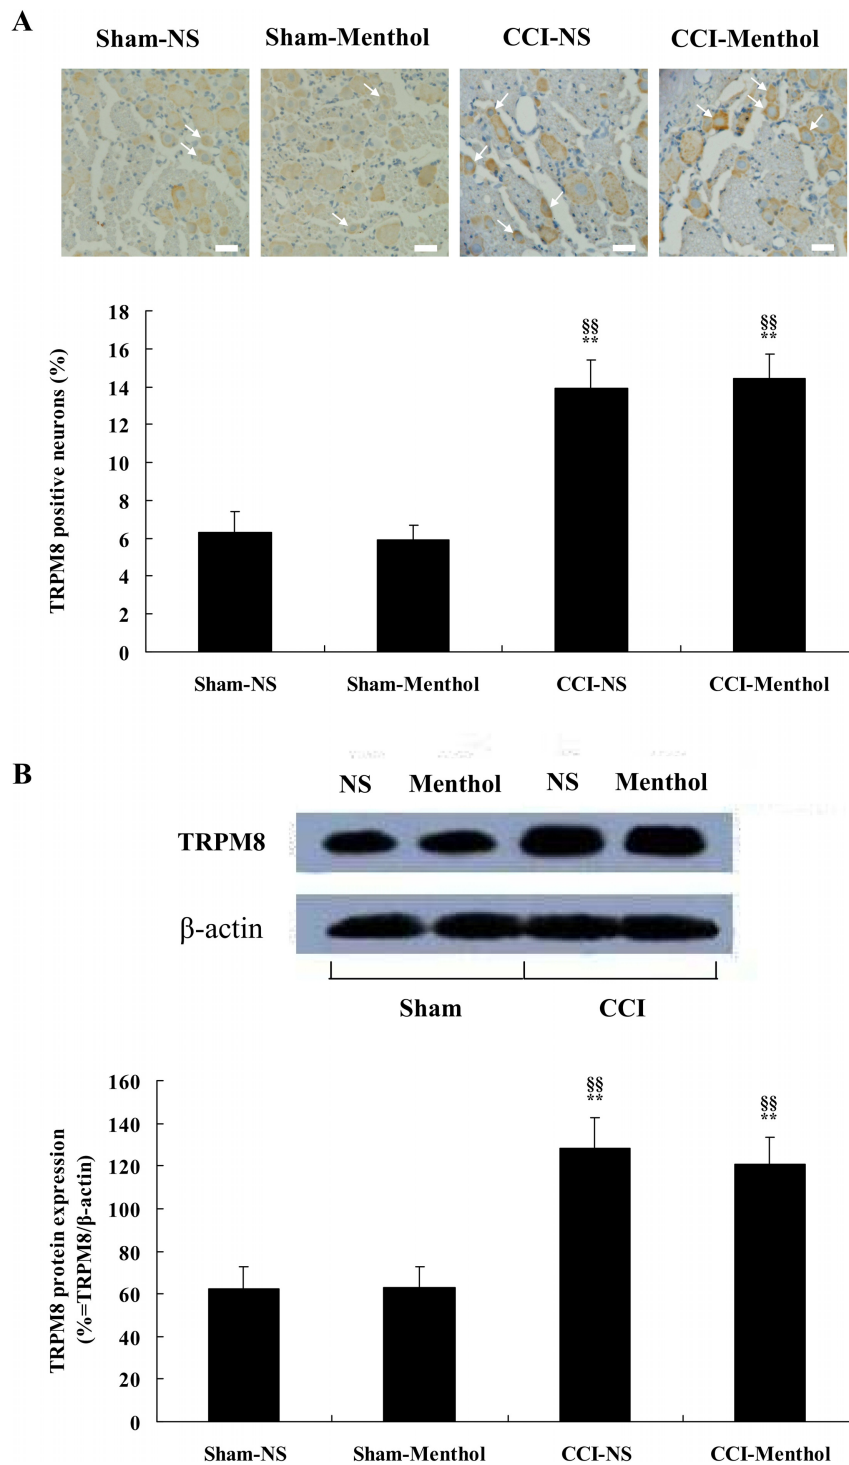 A
Sham-NS Sham-Menthol CCI-NS CCI-Menthol
TRPM8 positive neurons (%)
18
16
14
12
10
8
6
4
2
0
§§
**
§§
**
Sham-NS Sham-Menthol CCI-NS CCI-Menthol
B
NS Menthol NS Menthol
TRPM8
β-actin
Sham CCI
TRPM8 protein expression
(%=TRPM8/β-actin)
160
140
120
100
80
60
40
20
0
§§
**
§§
**
Sham-NS Sham-Menthol CCI-NS CCI-Menthol